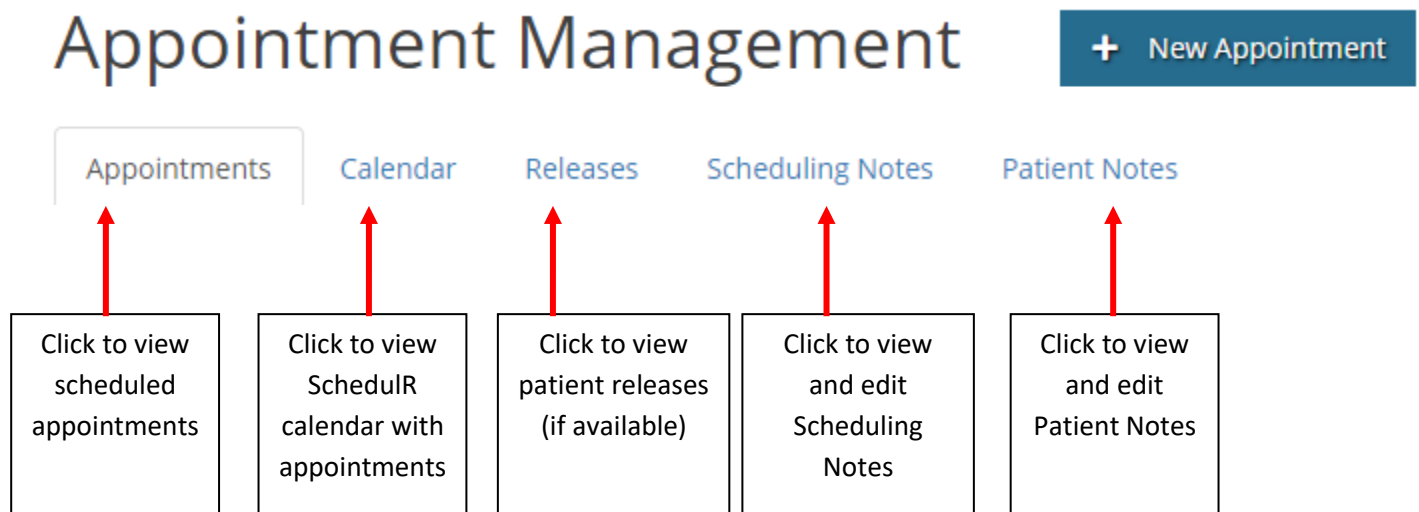 Appointment Management
+ New Appointment
Appointments
Calendar
Releases
Scheduling Notes
Patient Notes
Click to view
scheduled
appointments
Click to view
SchedulR
calendar with
appointments
Click to view
patient releases
(if available)
Click to view
and edit
Scheduling
Notes
Click to view
and edit
Patient Notes